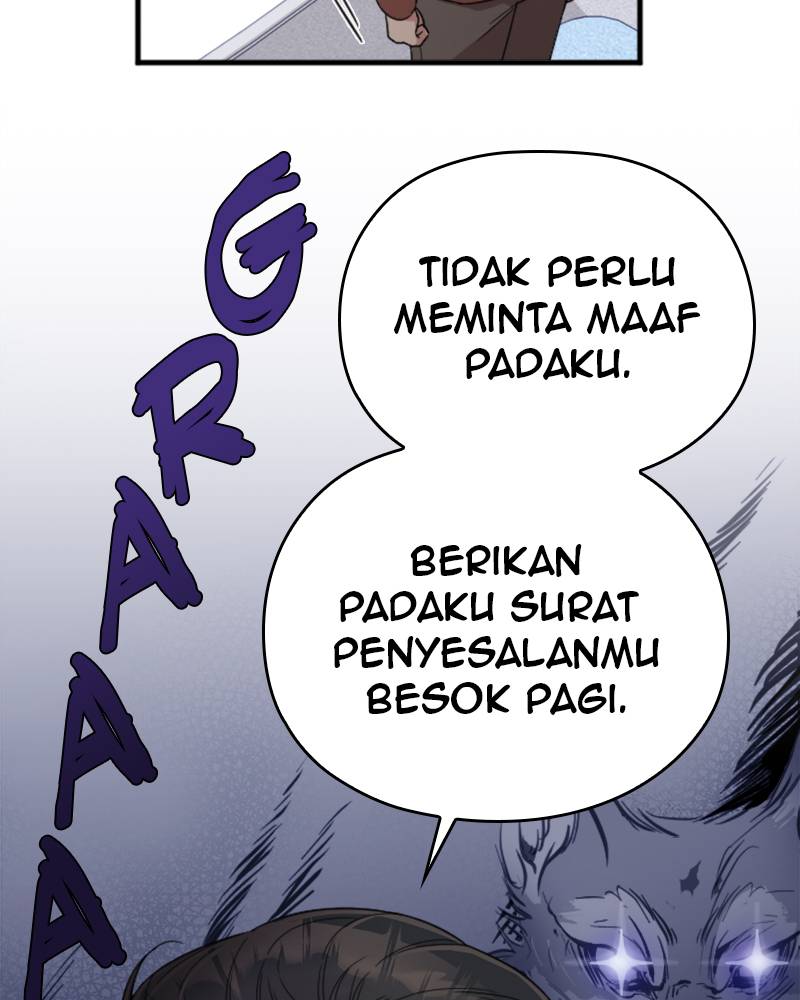 TIDAK PERLU
MEMINTA MAAF
PADAKU.
BERIKAN
PADAKU SURAT
PENYESALANMU
BESOK PAGI.
GRAAAA